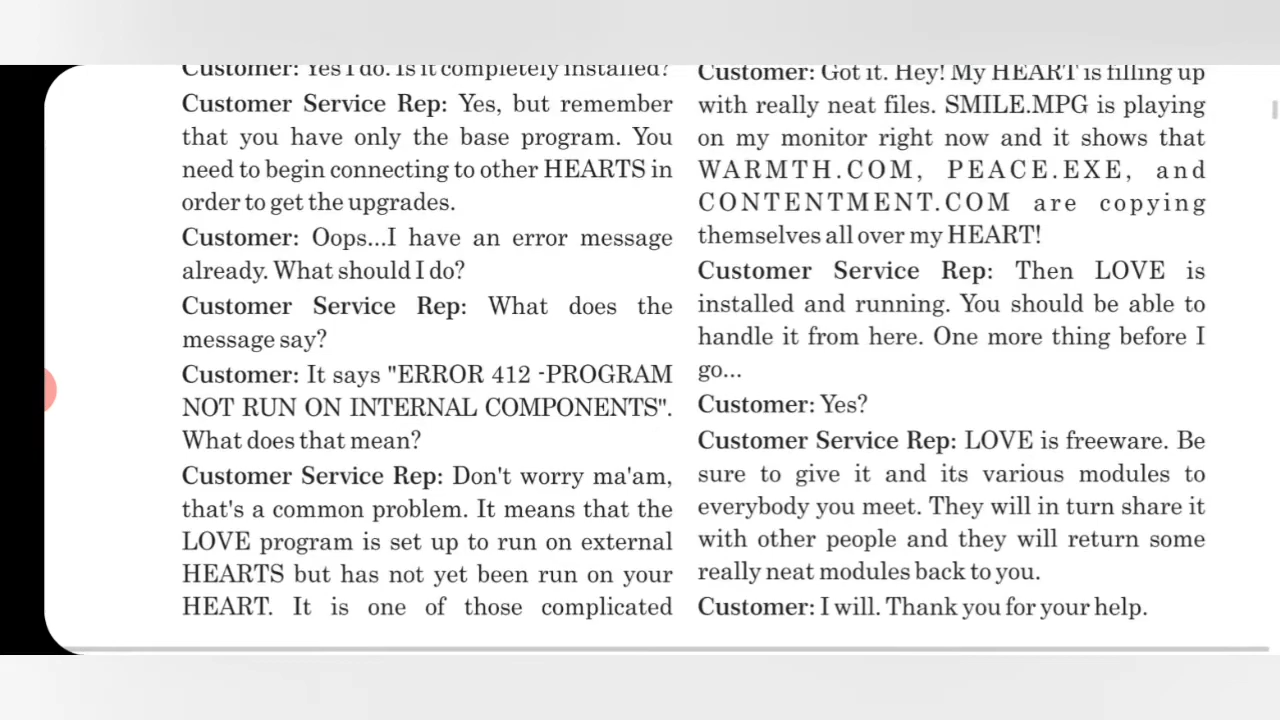 Customer: Yes I do. Is it completely installed?
Customer Service Rep: Yes, but remember
that you have only the base program. You
need to begin connecting to other HEARTS in
order to get the upgrades.
Customer: Oops...I have an error message
already. What should I do?
Customer Service Rep: What does the
message say?
Customer: It says "ERROR 412 -PROGRAM
NOT RUN ON INTERNAL COMPONENTS".
What does that mean?
Customer Service Rep: Don't worry ma'am,
that's a common problem. It means that the
LOVE program is set up to run on external
HEARTS but has not yet been run on your
HEART. It is one of those complicated
Customer: Got it. Hey! My HEART is filling up
with really neat files. SMILE.MPG is playing
on my monitor right now and it shows that
WARMTH.COM, PEACE.EXE, and
CONTENTMENT.COM are copying
themselves all over my HEART!
Customer Service Rep: Then LOVE is
installed and running. You should be able to
handle it from here. One more thing before I
go...
Customer: Yes?
Customer Service Rep: LOVE is freeware. Be
sure to give it and its various modules to
everybody you meet. They will in turn share it
with other people and they will return some
really neat modules back to you.
Customer: I will. Thank you for your help.